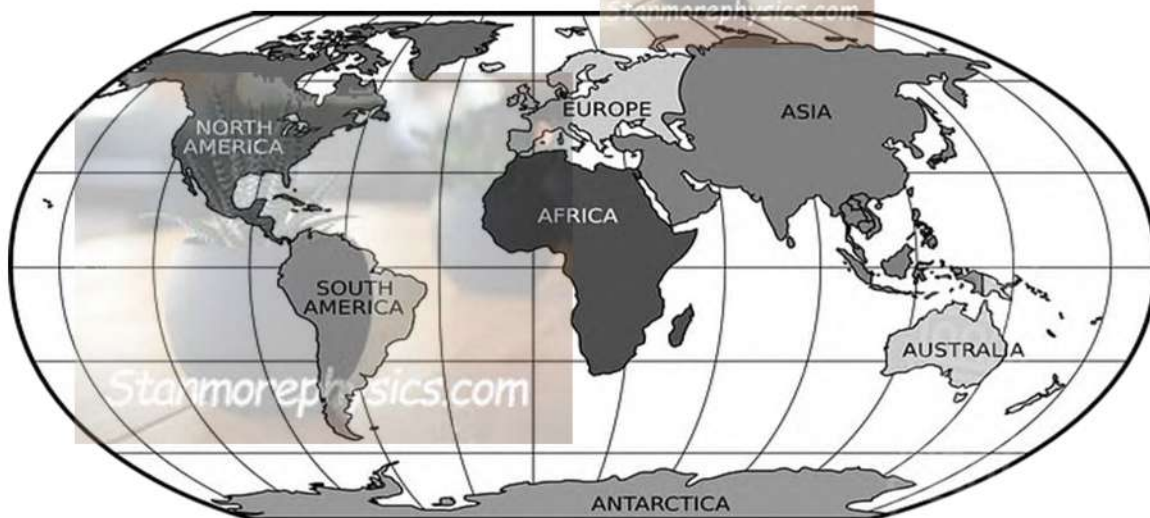 Stanmorephysics.com
EUROPE
ASIA
NORTH
AMERICA
AFRICA
SOUTH
AMERICA
AUSTRALIA
Stanmorephysics.com
ANTARCTICA